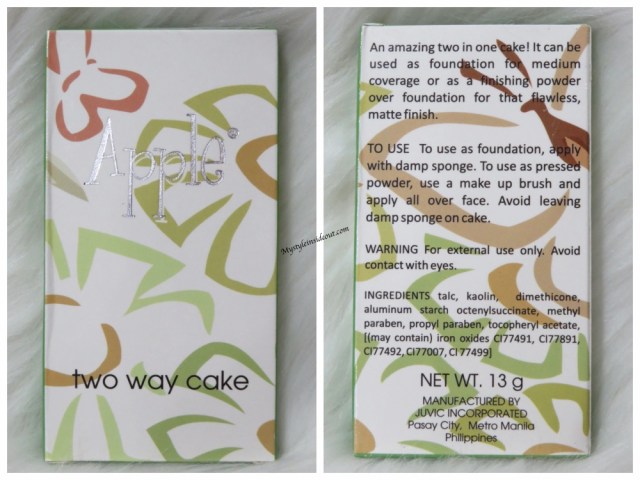 Apple®
Mystyleinsideout.com
two way cake
An amazing two in one cake! It can be
used as foundation for medium
coverage or as a finishing powder
over foundation for that flawless,
matte finish.
TO USE To use as foundation, apply
with damp sponge. To use as pressed
powder, use a make up brush and
apply all over face. Avoid leaving
damp sponge on cake.
WARNING For external use only. Avoid
contact with eyes.
INGREDIENTS talc, kaolin, dimethicone,
aluminum starch octenylsuccinate, methyl
paraben, propyl paraben, tocopheryl acetate,
[(may contain) iron oxides CI77491, CI77891,
CI77492, CI77007, CI 77499]
NET WT. 13 g
MANUFACTURED BY
JUVIC INCORPORATED
Pasay City, Metro Manila
Philippines